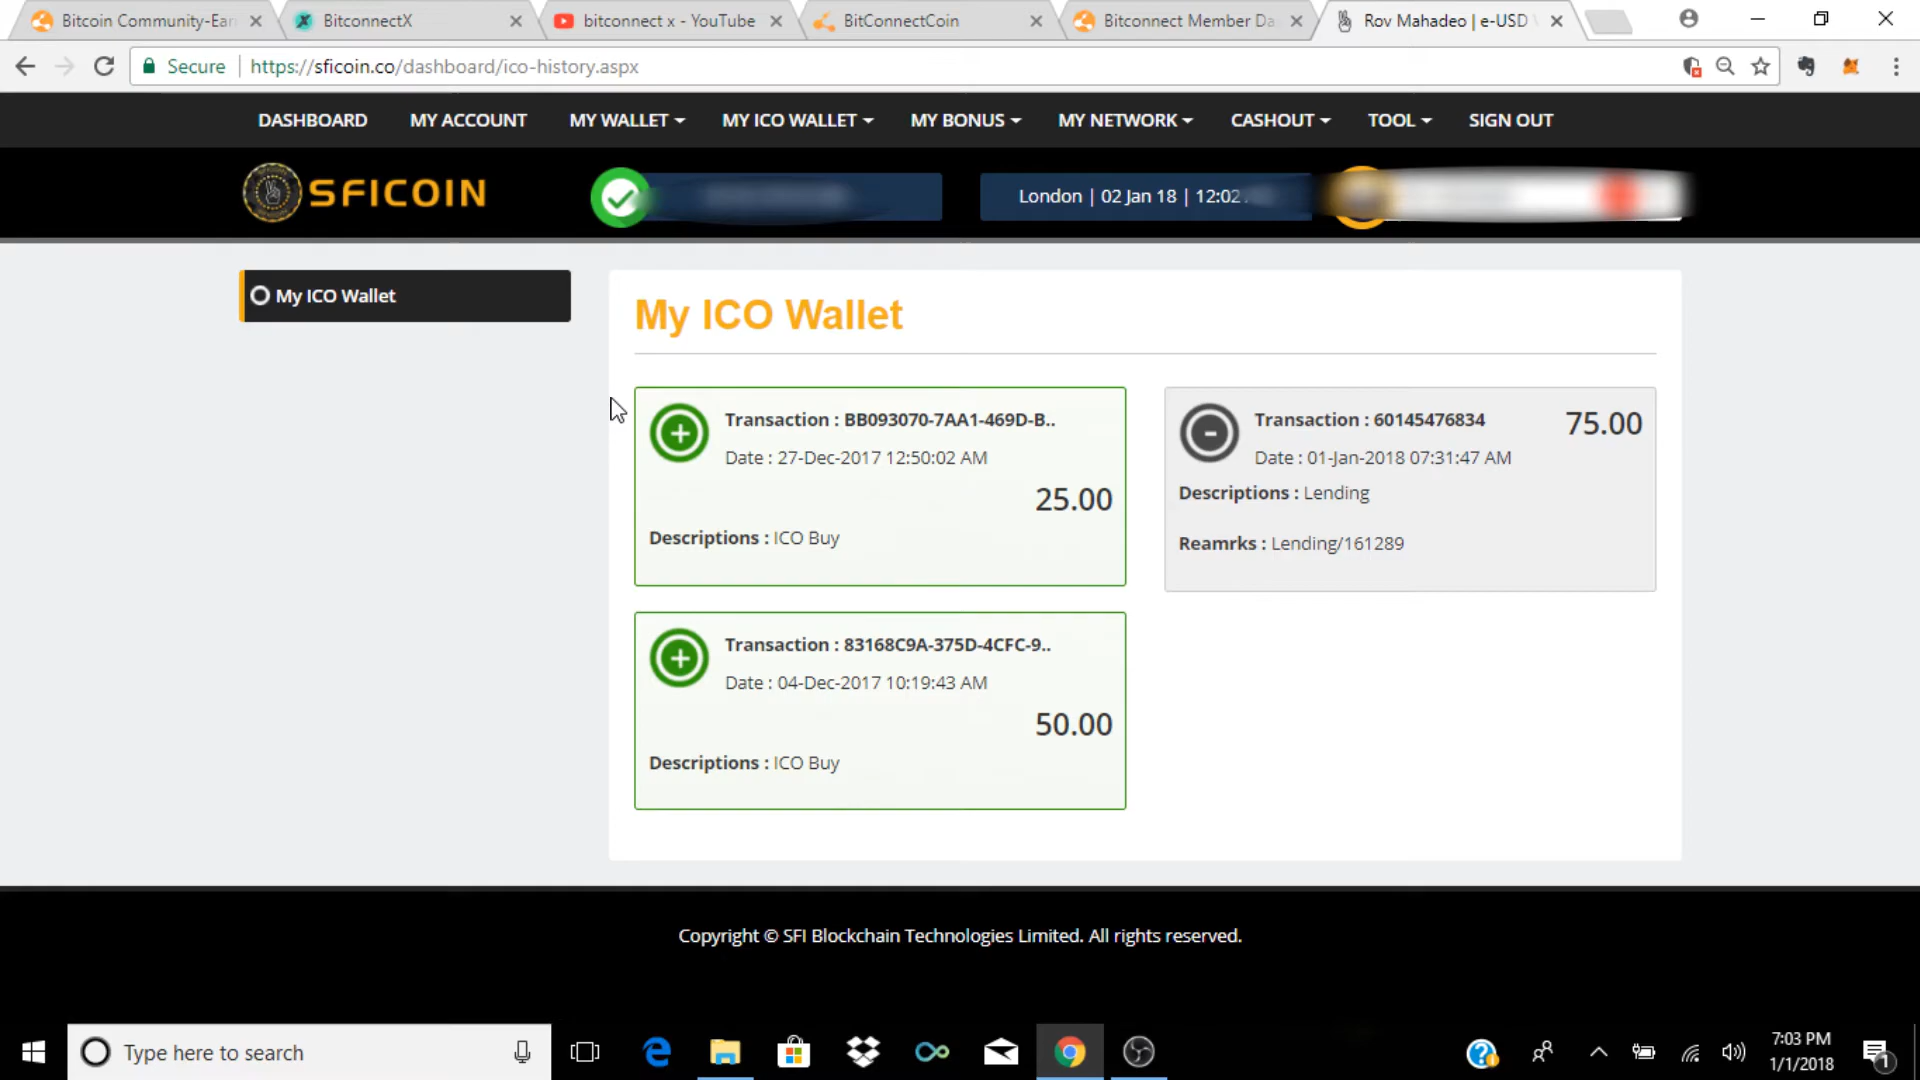 Bitcoin Community-Ear
BitconnectX
bitconnect x - YouTube
BitConnectCoin
Bitconnect Member Da
Rov Mahadeo | e-USD
Secure
https://sficoin.co/dashboard/ico-history.aspx
DASHBOARD
MY ACCOUNT
MY WALLET
MY ICO WALLET
MY BONUS
MY NETWORK
CASHOUT
TOOL
SIGN OUT
SFICOIN
London | 02 Jan 18 | 12:02
My ICO Wallet
My ICO Wallet
Transaction : BB093070-7AA1-469D-B..
Date : 27-Dec-2017 12:50:02 AM
25.00
Descriptions : ICO Buy
Transaction : 60145476834
75.00
Date : 01-Jan-2018 07:31:47 AM
Descriptions : Lending
Reamrks : Lending/161289
Transaction : 83168C9A-375D-4CFC-9..
Date : 04-Dec-2017 10:19:43 AM
50.00
Descriptions : ICO Buy
Copyright © SFI Blockchain Technologies Limited. All rights reserved.
Type here to search
7:03 PM
1/1/2018
1